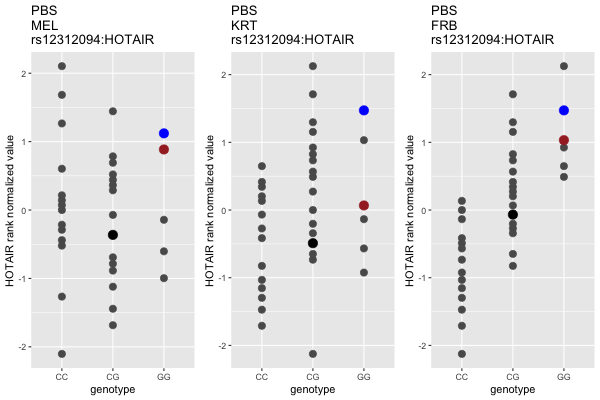 PBS
MEL
rs12312094:HOTAIR
HOTAIR rank normalized value
2
1
0
-1
-2
CC
CG
GG
genotype
PBS
KRT
rs12312094:HOTAIR
HOTAIR rank normalized value
2
1
0
-1
-2
CC
CG
GG
genotype
PBS
FRB
rs12312094:HOTAIR
HOTAIR rank normalized value
2
1
0
-1
-2
CC
CG
GG
genotype